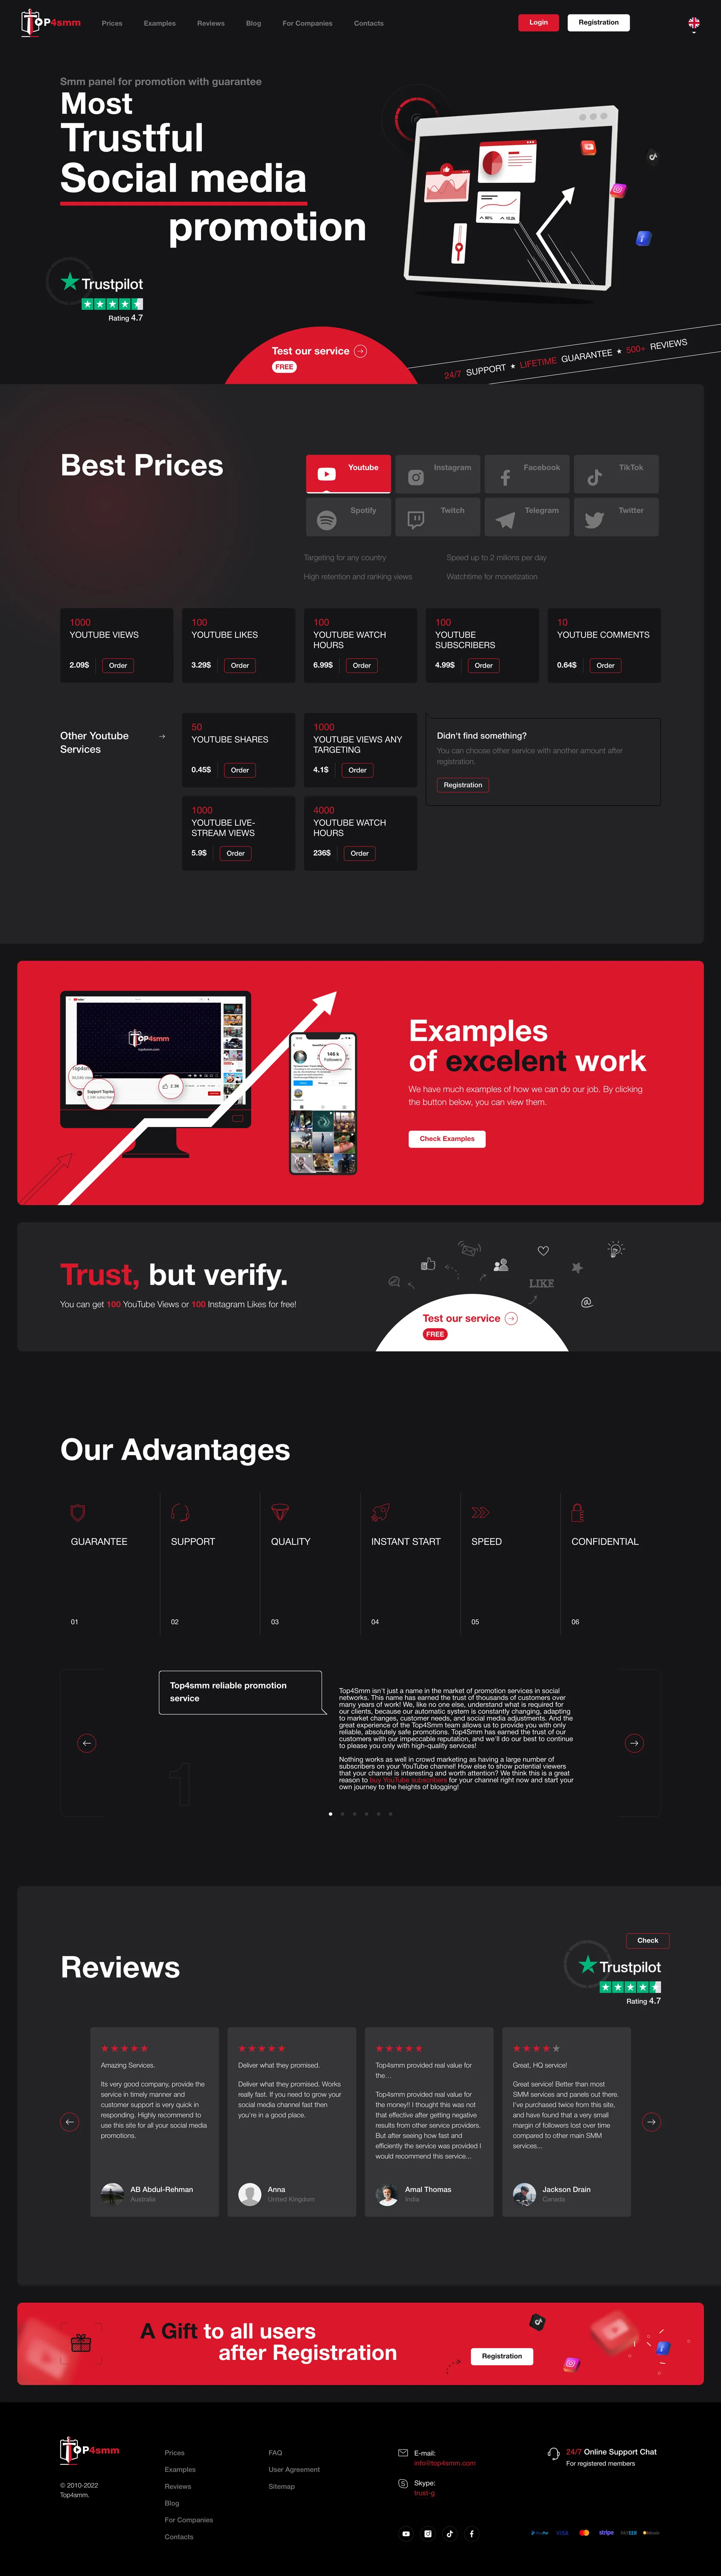 TOP4smm
Prices
Examples
Reviews
Blog
For Companies
Contacts
Login
Registration
Smm panel for promotion with guarantee
Most
Trustful
Social media
promotion
Trustpilot
Rating 4.7
Test our service
FREE
24/7 SUPPORT ★ LIFETIME GUARANTEE ★ 500+ REVIEWS
Best Prices
Youtube
Instagram
Facebook
TikTok
Spotify
Twitch
Telegram
Twitter
Targeting for any country
Speed up to 2 milions per day
High retention and ranking views
Watchtime for monetization
1000
YOUTUBE VIEWS
2.09$
Order
100
YOUTUBE LIKES
3.29$
Order
100
YOUTUBE WATCH
HOURS
6.99$
Order
100
YOUTUBE
SUBSCRIBERS
4.99$
Order
10
YOUTUBE COMMENTS
0.64$
Order
Other Youtube
Services
50
YOUTUBE SHARES
0.45$
Order
1000
YOUTUBE VIEWS ANY
TARGETING
4.1$
Order
Didn't find something?
You can choose other service with another amount after
registration.
Registration
1000
YOUTUBE LIVE-
STREAM VIEWS
5.9$
Order
4000
YOUTUBE WATCH
HOURS
236$
Order
TOP4smm
146 k
Followers
2.3K
Examples
of excelent work
We have much examples of how we can do our job. By clicking
the button below, you can view them.
Check Examples
Trust, but verify.
You can get 100 YouTube Views or 100 Instagram Likes for free!
LIKE
Test our service
FREE
Our Advantages
GUARANTEE
01
SUPPORT
02
QUALITY
03
INSTANT START
04
SPEED
05
CONFIDENTIAL
06
Top4smm reliable promotion
service
1
Top4Smm isn't just a name in the market of promotion services in social
networks. This name has earned the trust of thousands of customers over
many years of work! We, like no one else, understand what is required for
our clients, because our automatic system is constantly changing, adapting
to market changes, customer needs, and social media adjustments. And the
great experience of the Top4Smm team allows us to provide you with only
reliable, absolutely safe promotions. Top4Smm has earned the trust of our
customers with our impeccable reputation, and we'll do our best to continue
to please you only with high-quality services!
Nothing works as well in crowd marketing as having a large number of
subscribers on your YouTube channel! How else to show potential viewers
that your channel is interesting and worth attention? We think this is a great
reason to buy YouTube subscribers for your channel right now and start your
own journey to the heights of blogging!
Reviews
Check
Trustpilot
Rating 4.7
Amazing Services.
Its very good company, provide the
service in timely manner and
customer support is very quick in
responding. Highly recommend to
use this site for all your social media
promotions.
AB Abdul-Rehman
Australia
Deliver what they promised.
Deliver what they promised. Works
really fast. If you need to grow your
social media channel fast then
you're in a good place.
Anna
United Kingdom
Top4smm provided real value for
the...
Top4smm provided real value for
the money!! I thought this was not
that effective after getting negative
results from other service providers.
But after seeing how fast and
efficiently the service was provided I
would recommend this service...
Amal Thomas
India
Great, HQ service!
Great service! Better than most
SMM services and panels out there.
I've purchased twice from this site,
and have found that a very small
margin of followers lost over time
compared to other main SMM
services...
Jackson Drain
Canada
A Gift to all users
after Registration
Registration
TOP4smm
© 2010-2022
Top4smm.
Prices
Examples
Reviews
Blog
For Companies
Contacts
FAQ
User Agreement
Sitemap
E-mail:
info@top4smm.com
Skype:
trust-g
24/7 Online Support Chat
For registered members
PayPal
VISA
stripe
PAYEER
bitcoin